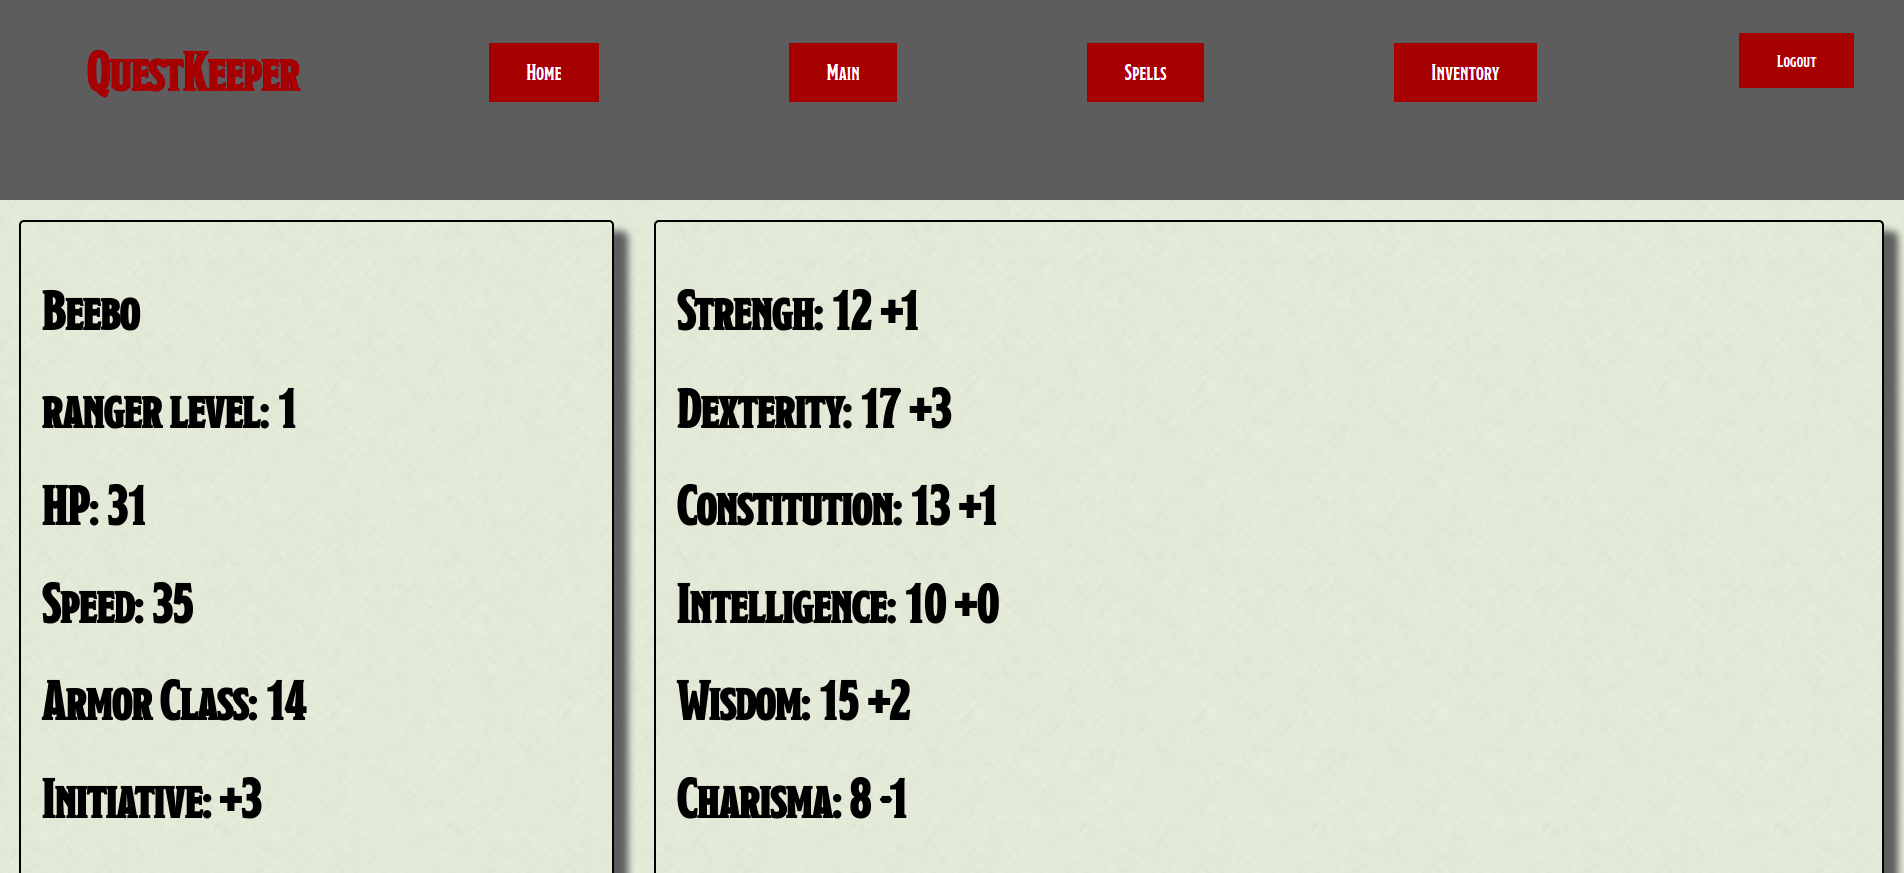 QuestKeeper
Home
Main
Spells
Inventory
Logout
Beebo
ranger level: 1
HP: 31
Speed: 35
Armor Class: 14
Initiative: +3
Strengh: 12 +1
Dexterity: 17 +3
Constitution: 13 +1
Intelligence: 10 +0
Wisdom: 15 +2
Charisma: 8 -1